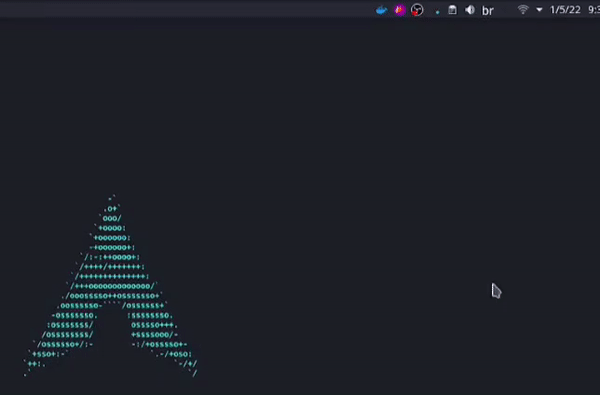 br 1/5/22 9:3
-`
.o+`
`ooo/
`+oooo:
`+oooooo:
-+oooooo+:
`/:-:++oooo+:
`/++++/+++++++:
`/++++++++++++++:
`/+++ooooooooooooo/`
./ooosssso++osssssso+`
.oossssso-````/ossssss+`
-osssssso.      :ssssssso.
:osssssss/        osssso+++.
/ossssssss/        +ssssooo/-
`/ossssso+/:-        -:/+osssso+-
`+sso+:-`                 `.-/+oso:
`++:.                           `-/+/
.`                                 `/